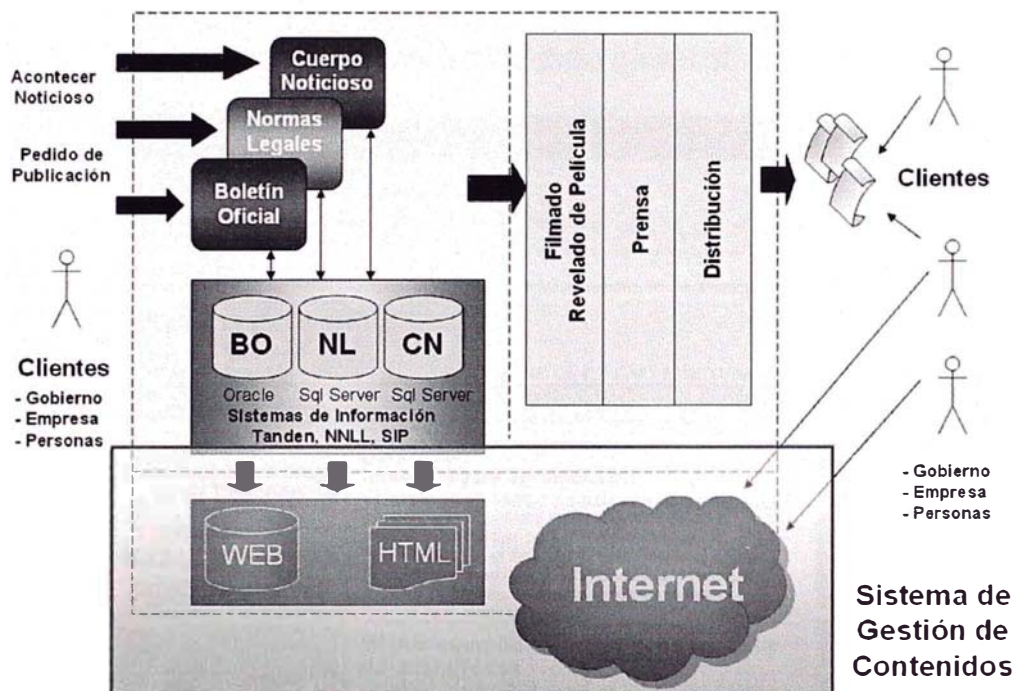 Acontecer
Noticioso
Pedido de
Publicación
Cuerpo
Noticioso
Normas
Legales
Boletín
Oficial
Clientes
- Gobierno
- Empresa
- Personas
BO
NL
CN
Oracle
Sql Server
Sql Server
Sistemas de Información
Tanden, NNLL, SIP
Filmado
Revelado de Película
Prensa
Distribución
Clientes
- Gobierno
- Empresa
- Personas
WEB
HTML
Internet
Sistema de
Gestión de
Contenidos